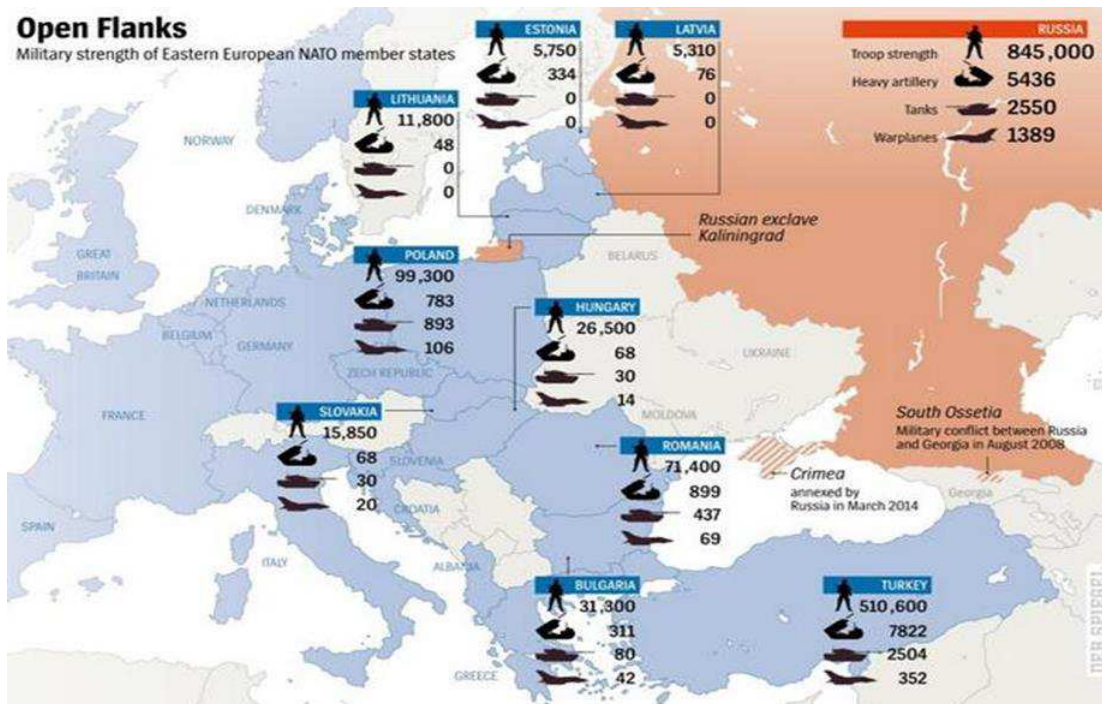 Open Flanks
Military strength of Eastern European NATO member states
ESTONIA
5,750
334
0
0
LATVIA
5,310
76
0
0
RUSSIA
Troop strength 845,000
Heavy artillery 5436
Tanks 2550
Warplanes 1389
LITHUANIA
11,800
48
0
0
NORWAY
DENMARK
GREAT
BRITAIN
Russian exclave
Kaliningrad
BELARUS
POLAND
99,300
783
893
106
NETHERLANDS
BELGIUM
GERMANY
ZECH REPUBLIC
HUNGARY
26,500
68
30
14
UKRAINE
MOLDOVA
FRANCE
SLOVAKIA
15,850
68
30
20
SLOVENIA
CROATIA
ROMANIA
71,400
899
437
69
South Ossetia
Military conflict between Russia
and Georgia in August 2008
Georgia
Crimea
annexed by
Russia in March 2014
SPAIN
ITALY
ALBANIA
BULGARIA
31,300
311
80
42
TURKEY
510,600
7822
2504
352
GREECE
DER SPIEGEL